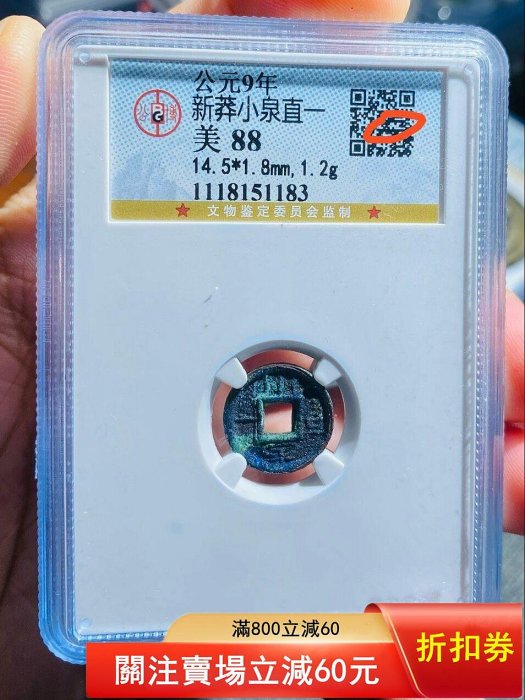 公元9年
新莽小泉直一
美 88
14.5*1.8mm,1.2g
1118151183
★ 文物鉴定委员会监制 ★
滿800立減60
關注賣場立減60元
折扣券